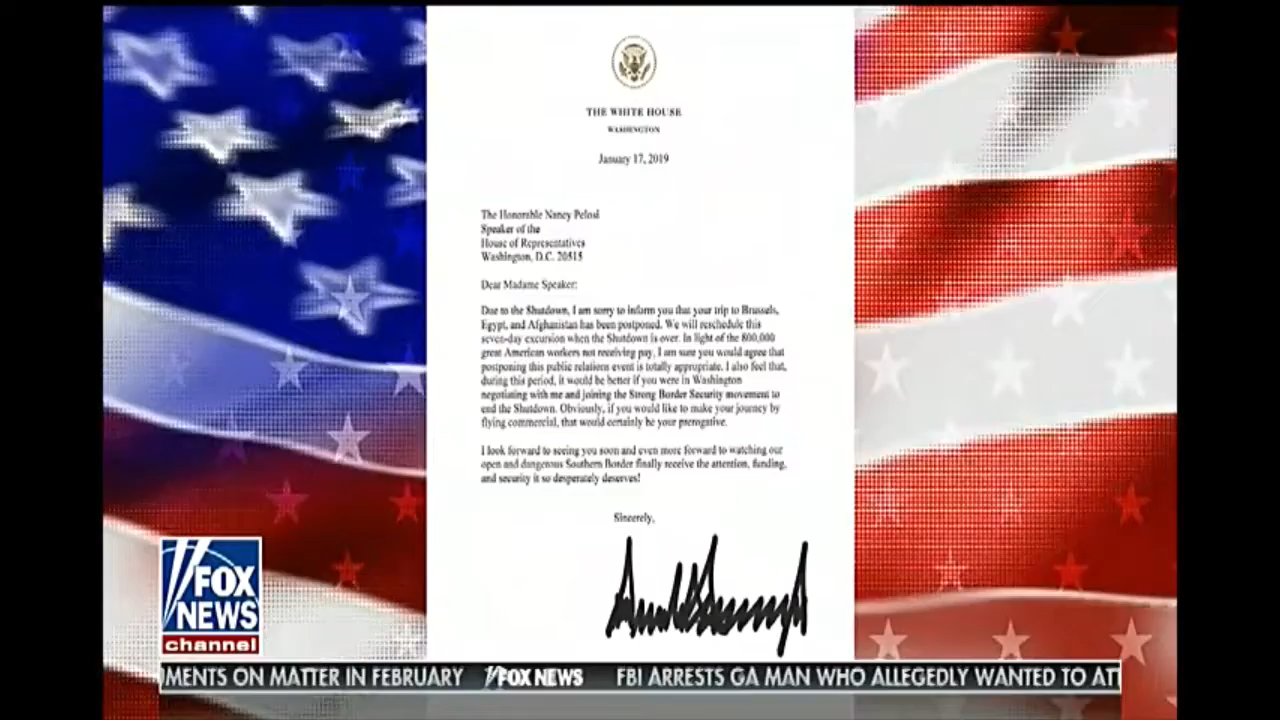 THE WHITE HOUSE
WASHINGTON
January 17, 2019
The Honorable Nancy Pelosi
Speaker of the
House of Representatives
Washington, D.C. 20515
Dear Madame Speaker:
Due to the Shutdown, I am sorry to inform you that your trip to Brussels,
Egypt, and Afghanistan has been postponed. We will reschedule this
seven-day excursion when the Shutdown is over. In light of the 800,000
great American workers not receiving pay, I am sure you would agree that
postponing this public relations event is totally appropriate. I also feel that,
during this period, it would be better if you were in Washington
negotiating with me and joining the Strong Border Security movement to
end the Shutdown. Obviously, if you would like to make your journey by
flying commercial, that would certainly be your prerogative.
I look forward to seeing you soon and even more forward to watching our
open and dangerous Southern Border finally receive the attention, funding,
and security it so desperately deserves!
Sincerely,
FOX
NEWS
channel
MENTS ON MATTER IN FEBRUARY FOX NEWS FBI ARRESTS GA MAN WHO ALLEGEDLY WANTED TO AT